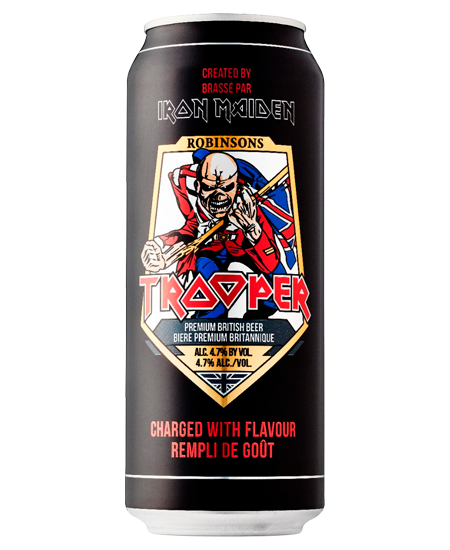 CREATED BY
BRASSÉ PAR
IRON MAIDEN
ROBINSONS
TROOPER
PREMIUM BRITISH BEER
BIERE PREMIUM BRITANNIQUE
ALC. 4.7% BY VOL.
4.7% ALC./VOL.
CHARGED WITH FLAVOUR
REMPLI DE GOÛT